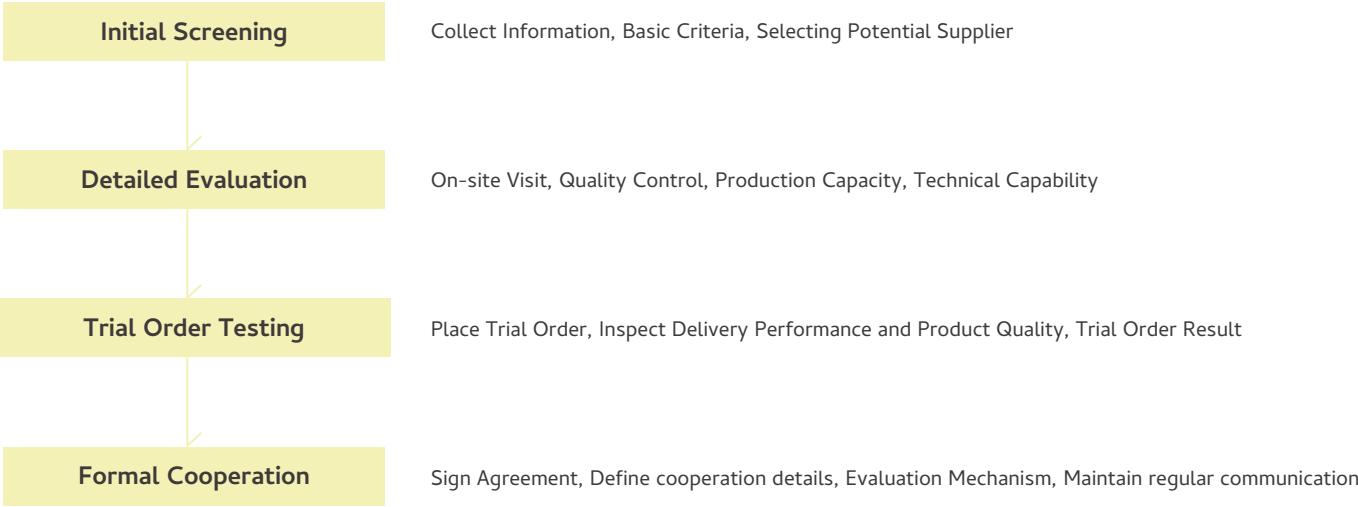 Initial Screening
Collect Information, Basic Criteria, Selecting Potential Supplier
Detailed Evaluation
On-site Visit, Quality Control, Production Capacity, Technical Capability
Trial Order Testing
Place Trial Order, Inspect Delivery Performance and Product Quality, Trial Order Result
Formal Cooperation
Sign Agreement, Define cooperation details, Evaluation Mechanism, Maintain regular communication